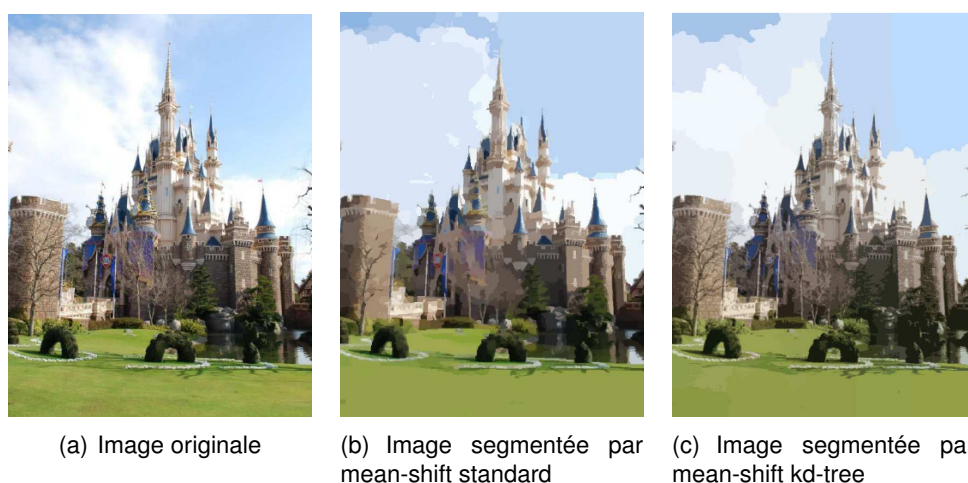 (a) Image originale
(b) Image segmentée par
mean-shift standard
(c) Image segmentée pa
mean-shift kd-tree